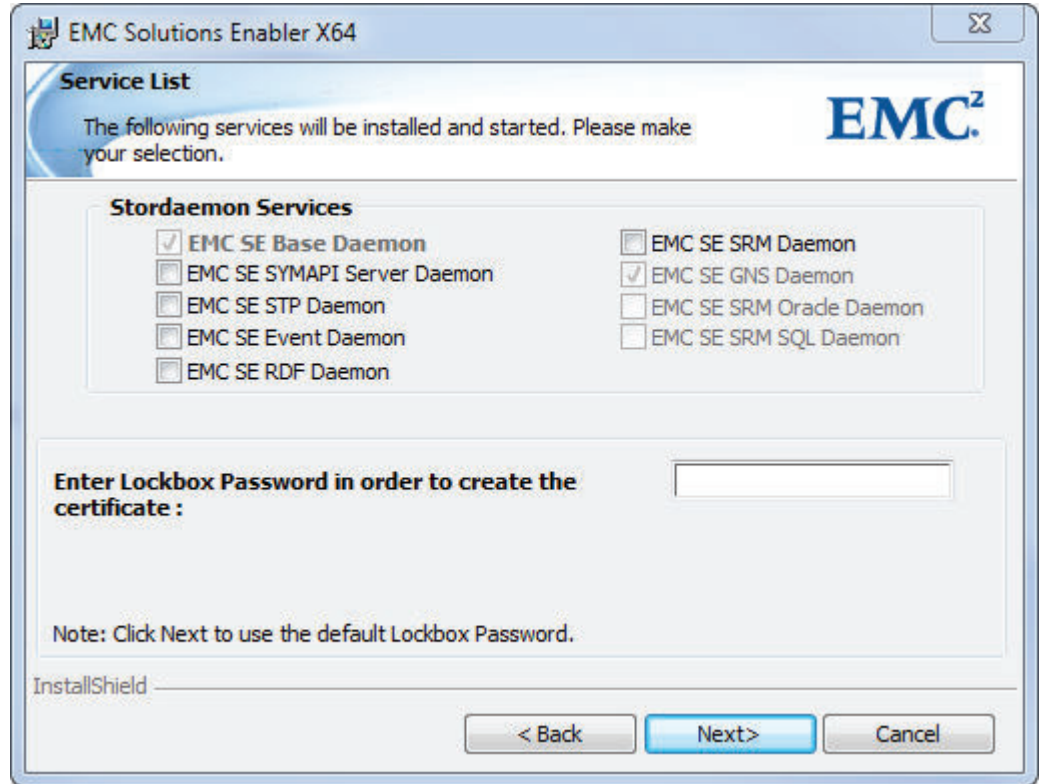 EMC Solutions Enabler X64
Service List
The following services will be installed and started. Please make
your selection.
EMC²
Stordaemon Services
EMC SE Base Daemon
EMC SE SYMAPI Server Daemon
EMC SE STP Daemon
EMC SE Event Daemon
EMC SE RDF Daemon
EMC SE SRM Daemon
EMC SE GNS Daemon
EMC SE SRM Oracle Daemon
EMC SE SRM SQL Daemon
Enter Lockbox Password in order to create the
certificate :
Note: Click Next to use the default Lockbox Password.
InstallShield
< Back
Next>
Cancel